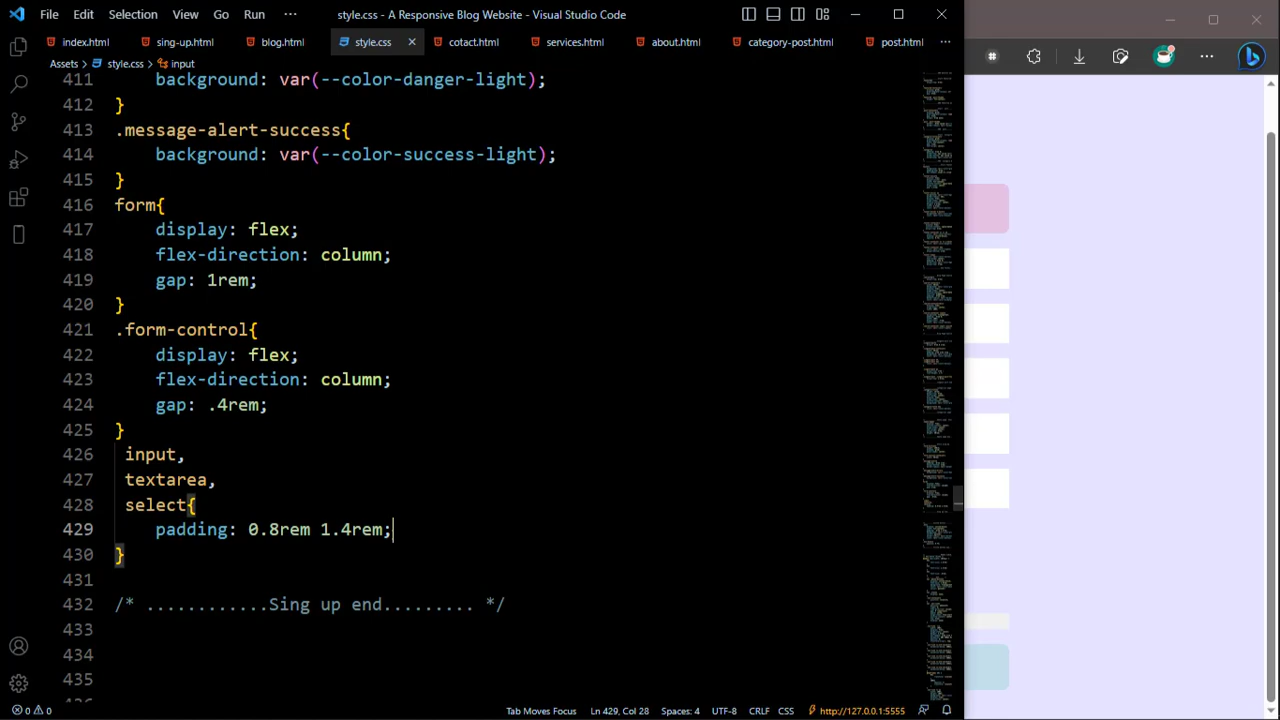 File Edit Selection View Go Run ··· style.css - A Responsive Blog Website - Visual Studio Code
index.html sing-up.html blog.html style.css cotact.html services.html about.html category-post.html post.html ···
Assets > style.css > input
411 background: var(--color-danger-light);
412 }
413 .message-alert-success{
414 background: var(--color-success-light);
415 }
416 form{
417 display: flex;
418 flex-direction: column;
419 gap: 1rem;
420 }
421 .form-control{
422 display: flex;
423 flex-direction: column;
424 gap: .4rem;
425 }
426 input,
427 textarea,
428 select{
429 padding: 0.8rem 1.4rem;
430 }
431
432 /* ............Sing up end......... */
433
434
435
0 0 Tab Moves Focus Ln 429, Col 28 Spaces: 4 UTF-8 CRLF CSS http://127.0.0.1:5555